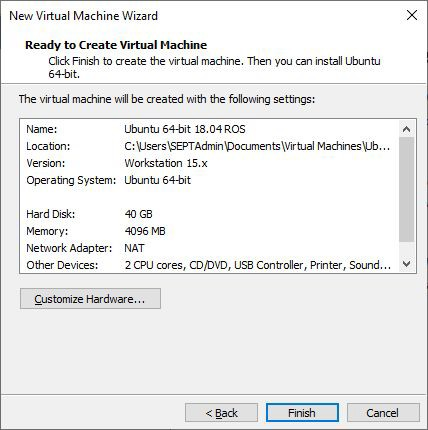 New Virtual Machine Wizard
Ready to Create Virtual Machine
Click Finish to create the virtual machine. Then you can install Ubuntu
64-bit.
The virtual machine will be created with the following settings:
Name: Ubuntu 64-bit 18.04 ROS
Location: C:\Users\SEPTAdmin\Documents\Virtual Machines\Ub...
Version: Workstation 15.x
Operating System: Ubuntu 64-bit
Hard Disk: 40 GB
Memory: 4096 MB
Network Adapter: NAT
Other Devices: 2 CPU cores, CD/DVD, USB Controller, Printer, Sound...
Customize Hardware...
< Back Finish Cancel